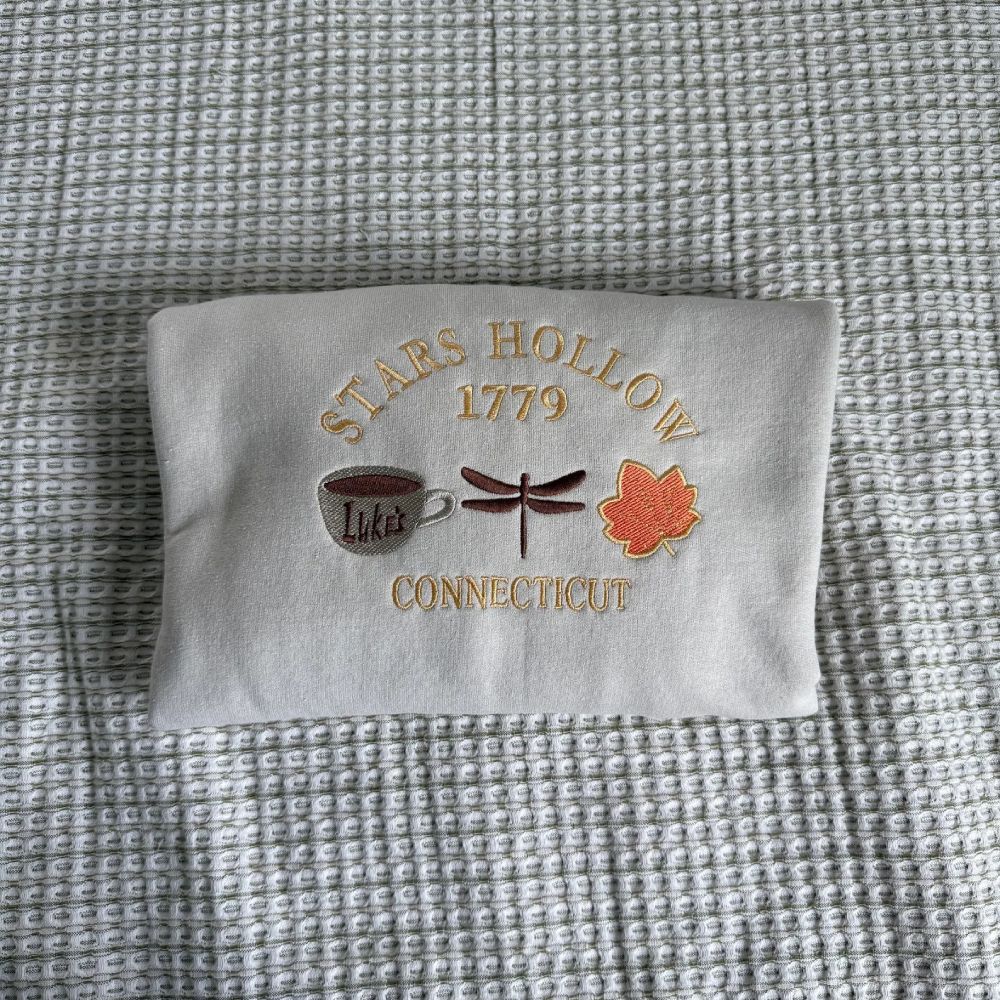 STARS HOLLOW
1779
Luke's
CONNECTICUT